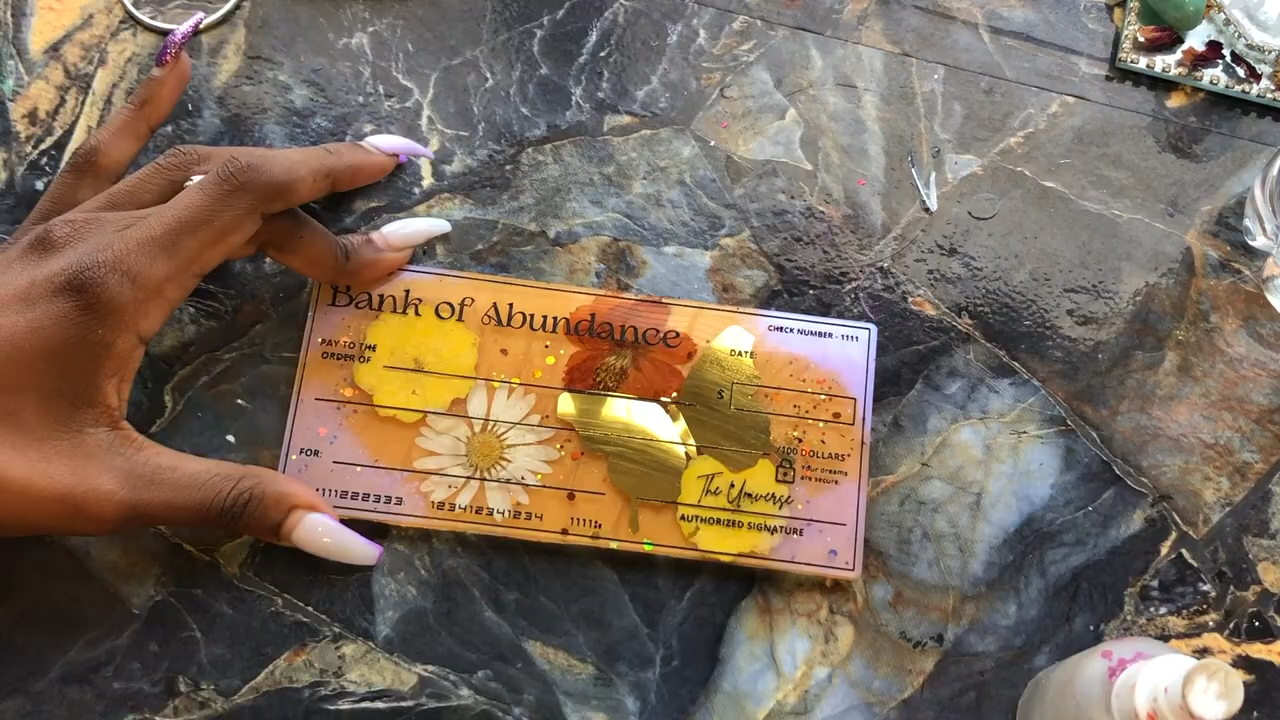 Bank of Abundance
CHECK NUMBER - 1111
PAY TO THE
ORDER OF
DATE:
$
/100 DOLLARS*
Your dreams
are secure.
FOR:
The Universe
AUTHORIZED SIGNATURE
"111222333
123412341234
1111: